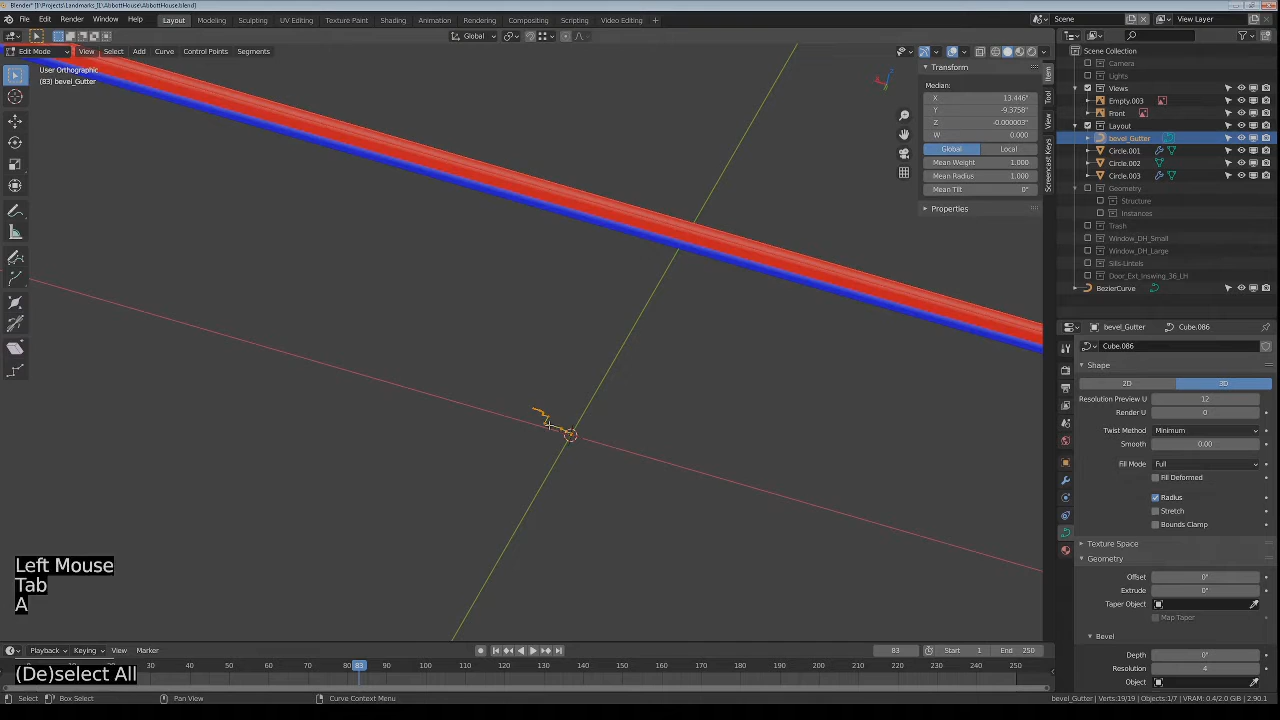 Blender* [I:\Projects\Landmarks_I\AbbottHouse\AbbottHouse.blend]
File Edit Render Window Help Layout Modeling Sculpting UV Editing Texture Paint Shading Animation Rendering Compositing Scripting Video Editing Scene View Layer
Global
Edit Mode View Select Add Curve Control Points Segments
User Orthographic
(83) bevel_Gutter
Transform
Median:
X 13.446"
Y -9.3758"
Z -0.000003"
W 0.000
Global Local
Mean Weight 1.000
Mean Radius 1.000
Mean Tilt 0°
Properties
Item
Tool
View
Screencast Keys
Scene Collection
Camera
Lights
Views
Empty.003
Front
Layout
bevel_Gutter
Circle.001
Circle.002
Circle.003
Geometry
Structure
Instances
Trash
Window_DH_Small
Window_DH_Large
Sills-Lintels
Door_Ext_Inswing_36_LH
BezierCurve
bevel_Gutter Cube.086
Cube.086
Shape
2D 3D
Resolution Preview U 12
Render U 0
Twist Method Minimum
Smooth 0.00
Fill Mode Full
Fill Deformed
Radius
Stretch
Bounds Clamp
Texture Space
Geometry
Offset 0"
Extrude 0"
Taper Object
Map Taper
Bevel
Depth 0"
Resolution 4
Object
Left Mouse
Tab
A
(De)select All
Playback Keying View Marker 83 Start 1 End 250
30 40 50 60 70 80 83 90 100 110 120 130 140 150 160 170 180 190 200 210 220 230 240 250
Select Box Select Pan View Curve Context Menu bevel_Gutter | Verts:19/19 | Objects:1/7 | VRAM: 0.4/2.0 GiB | 2.90.1